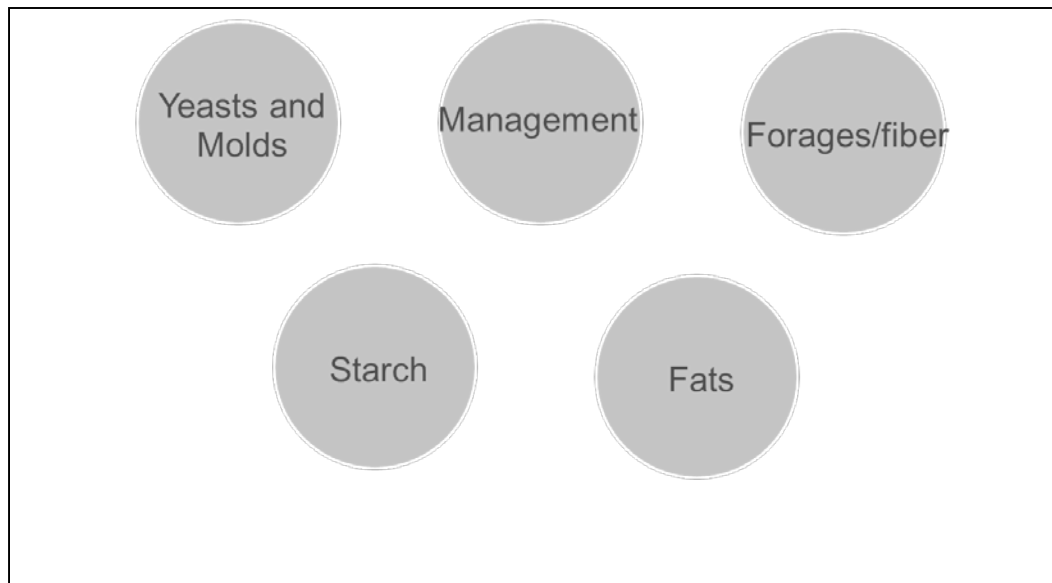 Yeasts and
Molds
Management
Forages/fiber
Starch
Fats